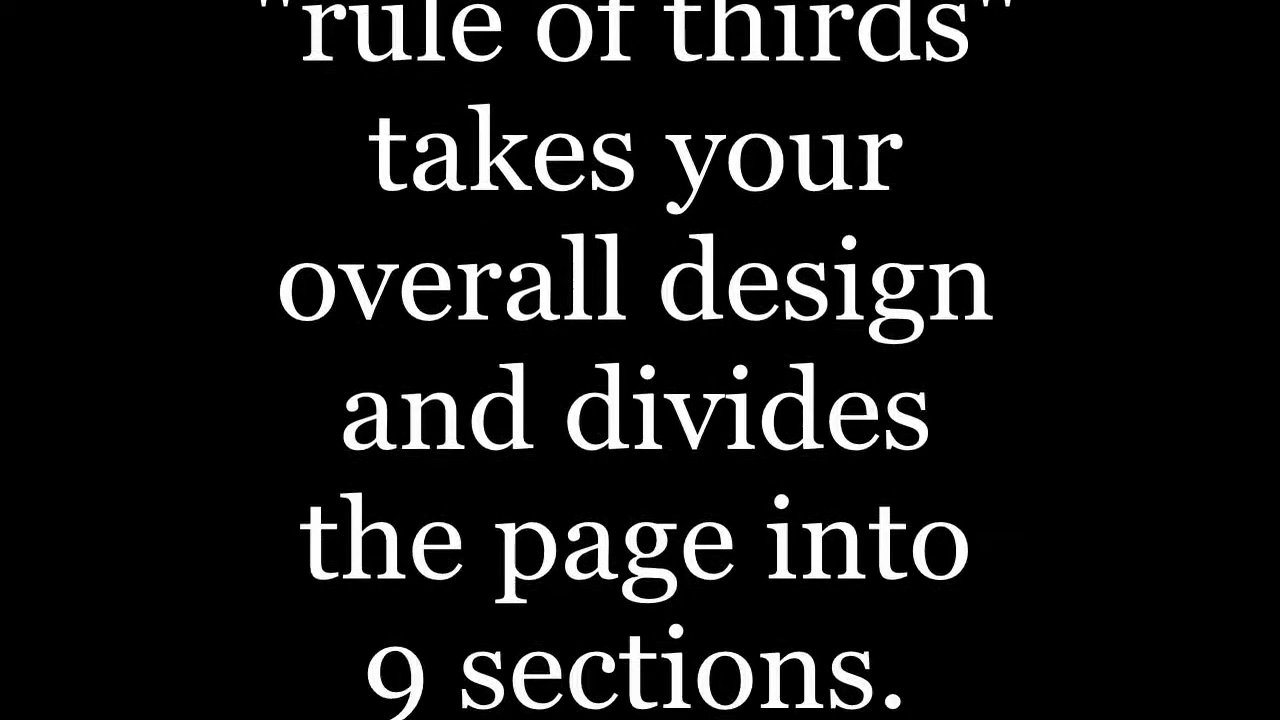 "rule of thirds"
takes your
overall design
and divides
the page into
9 sections.